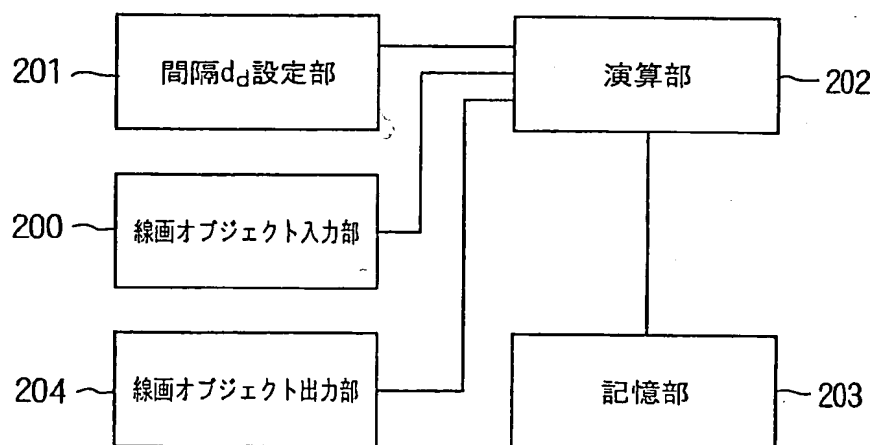 201
間隔dd設定部
演算部
202
200
線画オブジェクト入力部
204
線画オブジェクト出力部
記憶部
203